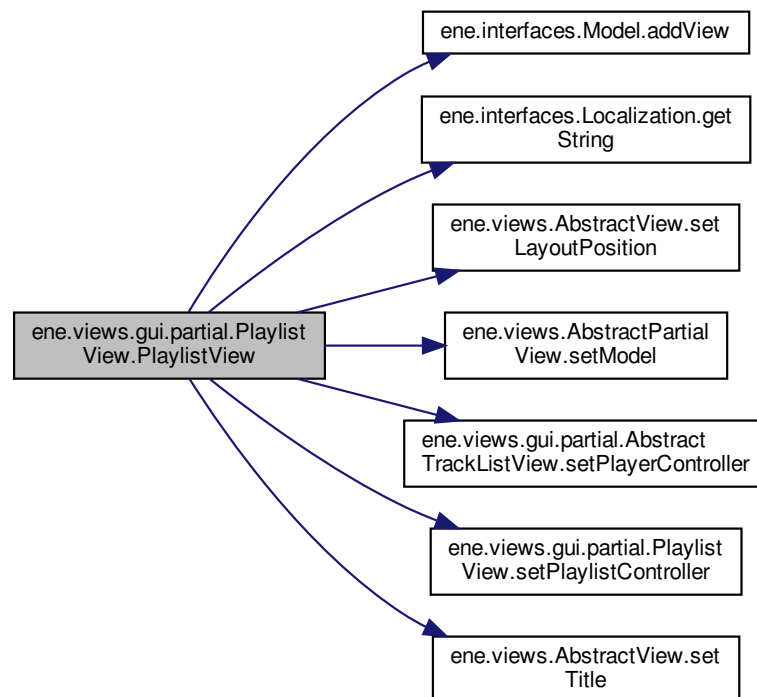 ene.interfaces.Model.addView
ene.interfaces.Localization.get
String
ene.views.AbstractView.set
LayoutPosition
ene.views.gui.partial.Playlist
View.PlaylistView
ene.views.AbstractPartial
View.setModel
ene.views.gui.partial.Abstract
TrackListView.setPlayerController
ene.views.gui.partial.Playlist
View.setPlaylistController
ene.views.AbstractView.set
Title